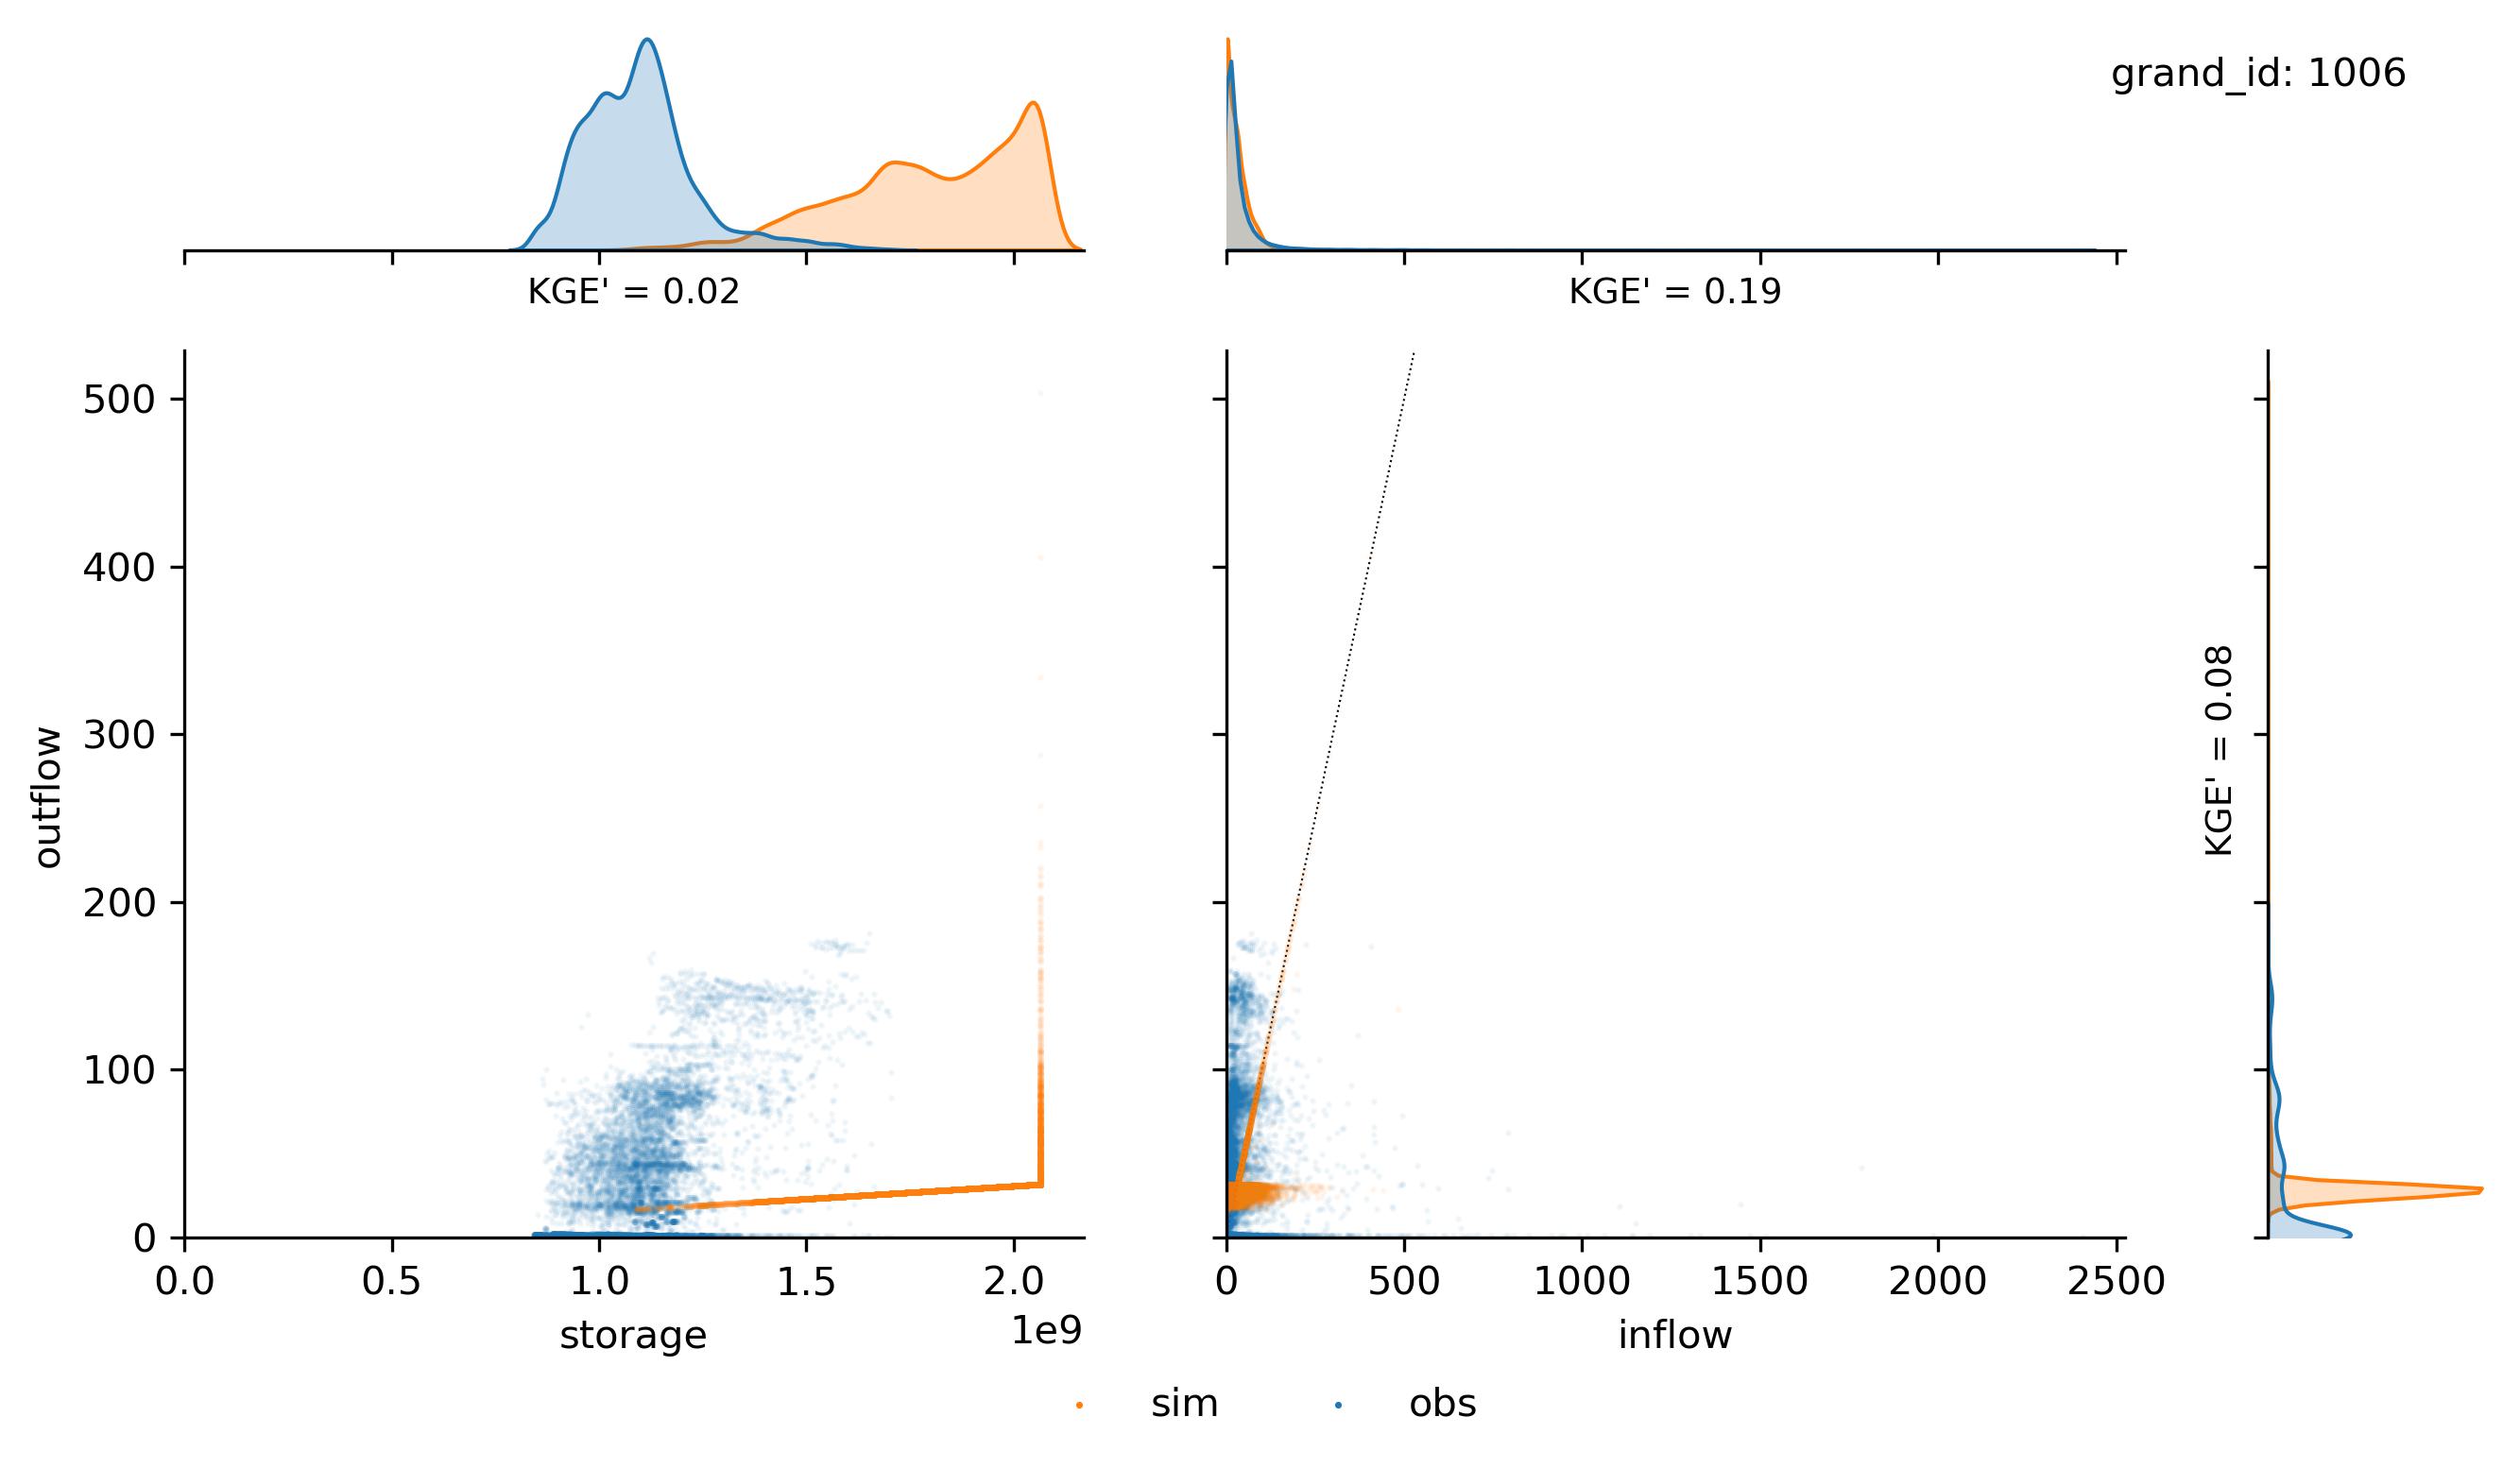 grand_id: 1006
KGE' = 0.02
KGE' = 0.19
500
400
300
200
100
0
outflow
KGE' = 0.08
0.0 0.5 1.0 1.5 2.0
1e9
storage
0 500 1000 1500 2000 2500
inflow
sim obs